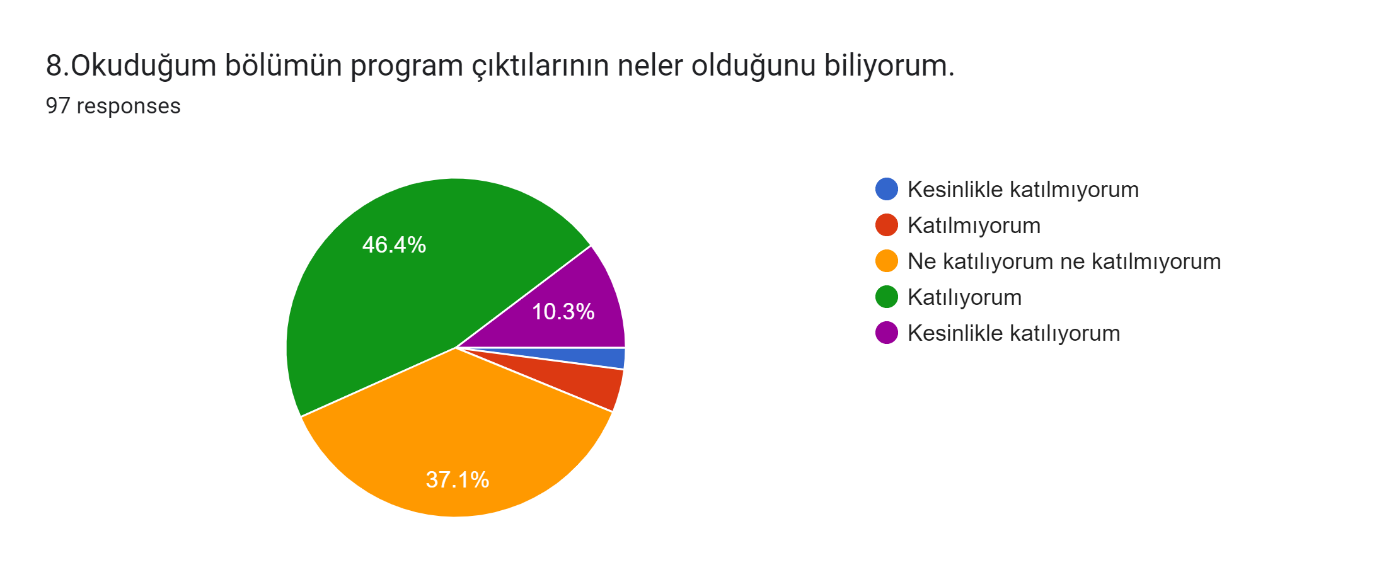 8.Okuduğum bölümün program çıktılarının neler olduğunu biliyorum.
97 responses
46.4%
10.3%
37.1%
Kesinlikle katılmıyorum
Katılmıyorum
Ne katılıyorum ne katılmıyorum
Katılıyorum
Kesinlikle katılıyorum